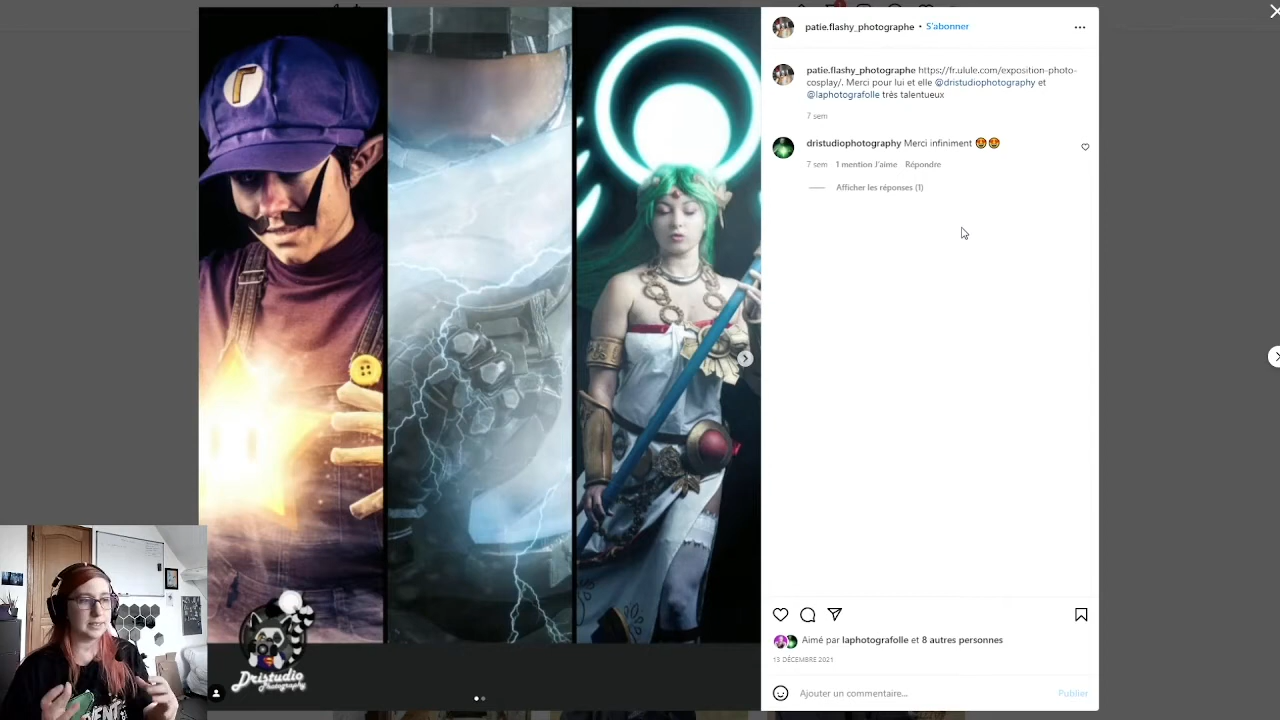 patie.flashy_photographe • S'abonner
patie.flashy_photographe https://fr.ulule.com/exposition-photo-
cosplay/. Merci pour lui et elle @dristudiophotography et
@laphotografolle très talentueux
7 sem
dristudiophotography Merci infiniment 🤩🤩
7 sem 1 mention J'aime Répondre
Afficher les réponses (1)
Aimé par laphotografolle et 8 autres personnes
13 DÉCEMBRE 2021
Ajouter un commentaire... Publier
Γ
Dristudio
Photography